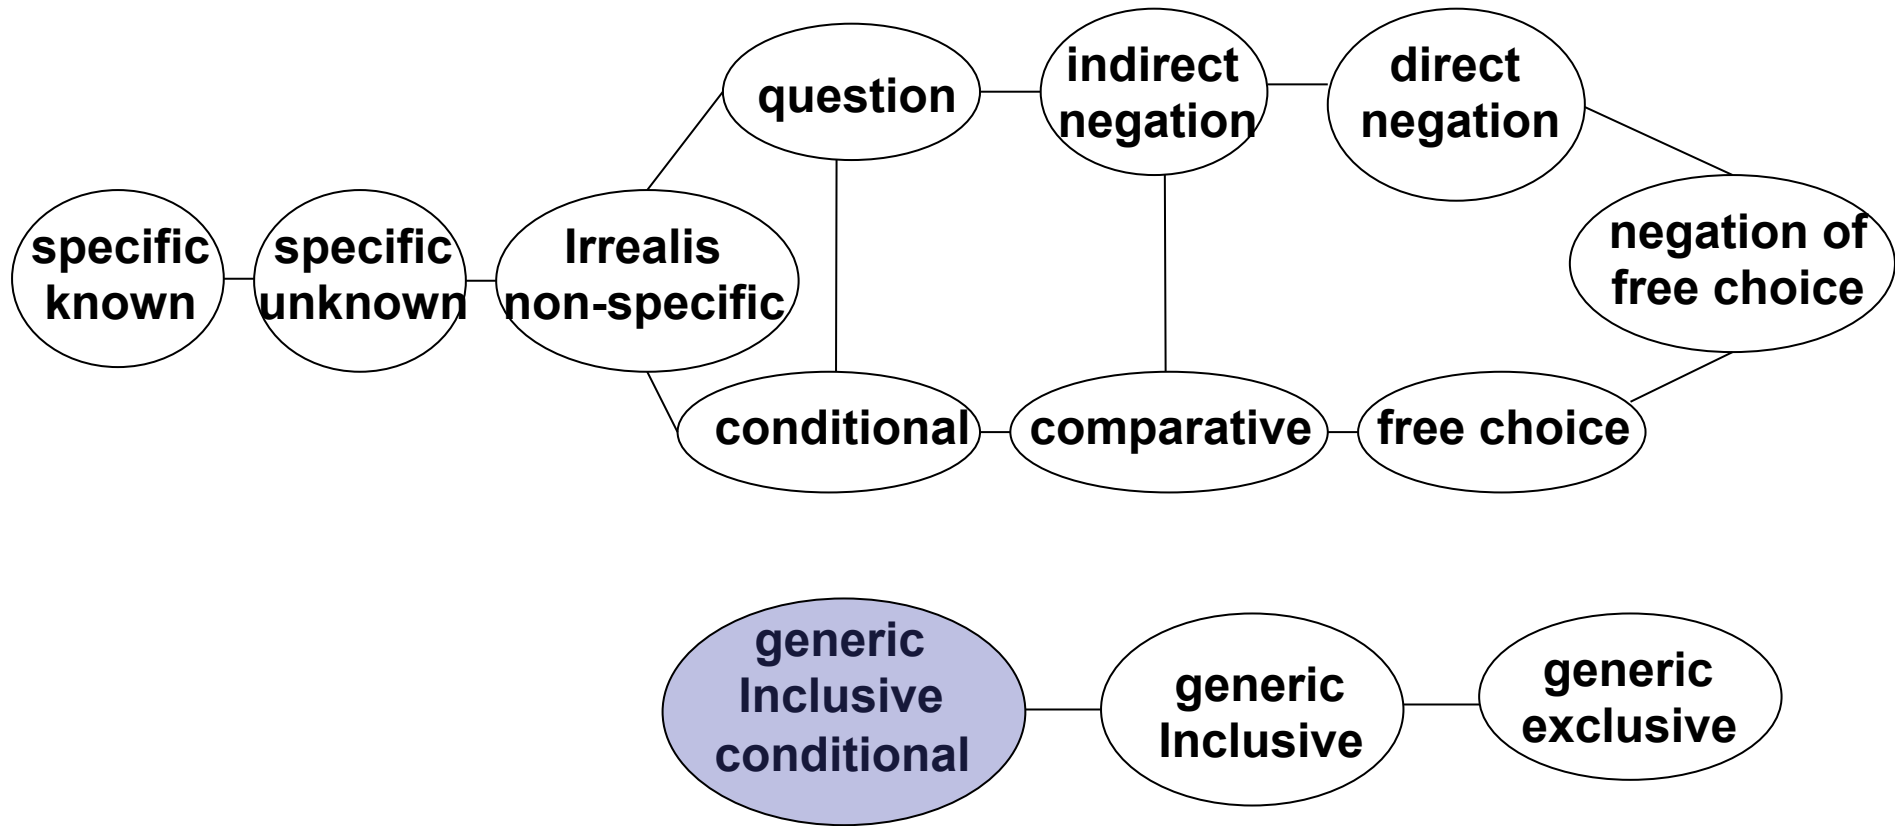 question
indirect
negation
direct
negation
specific
known
specific
unknown
Irrealis
non-specific
negation of
free choice
conditional
comparative
free choice
generic
Inclusive
conditional
generic
Inclusive
generic
exclusive